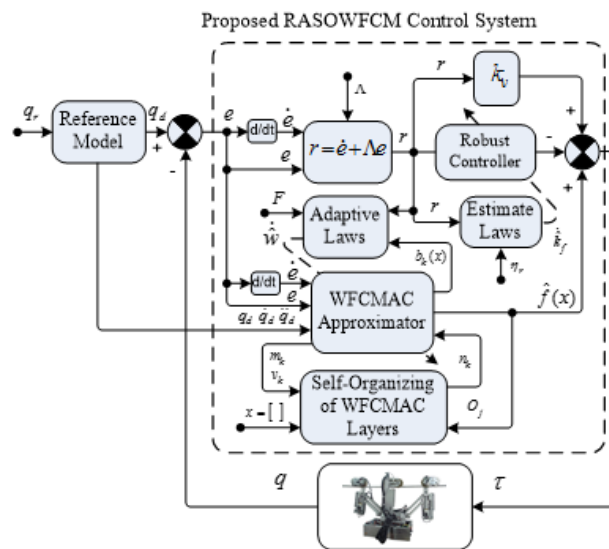 Proposed RASOWFCM Control System
q_r
Reference
Model
q_d
+
-
e
d/dt
ė
e
Λ
r = ė + Λe
r
r
k_v
+
Robust
Controller
-
+
+
F
Adaptive
Laws
r
Estimate
Laws
η_r
b_k(x)
d/dt
ė
e
q_d q̇_d q̈_d
WFCMAC
Approximator
f̂(x)
m_k
v_k
n_k
Self-Organizing
of WFCMAC
Layers
x = [ ]
O_j
q
τ